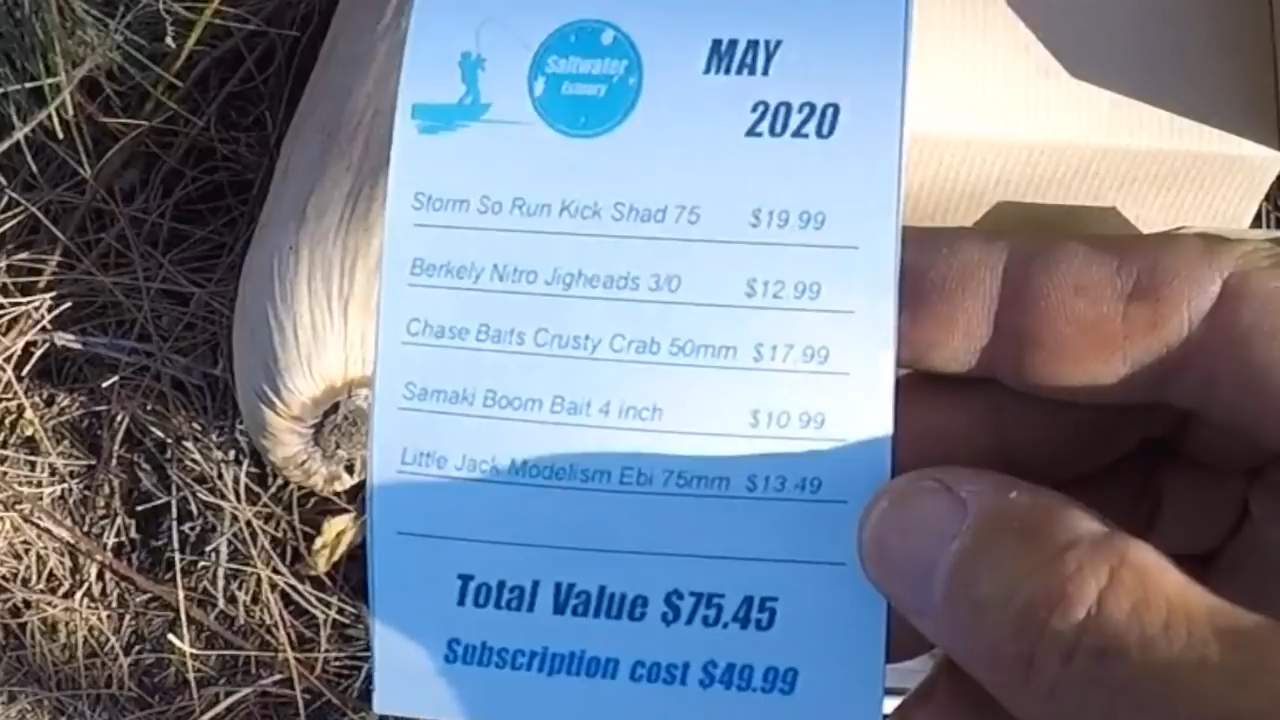 Saltwater
Estuary
MAY
2020
Storm So Run Kick Shad 75 $19.99
Berkely Nitro Jigheads 3/0 $12.99
Chase Baits Crusty Crab 50mm $17.99
Samaki Boom Bait 4 inch $10.99
Little Jack Modelism Ebi 75mm $13.49
Total Value $75.45
Subscription cost $49.99